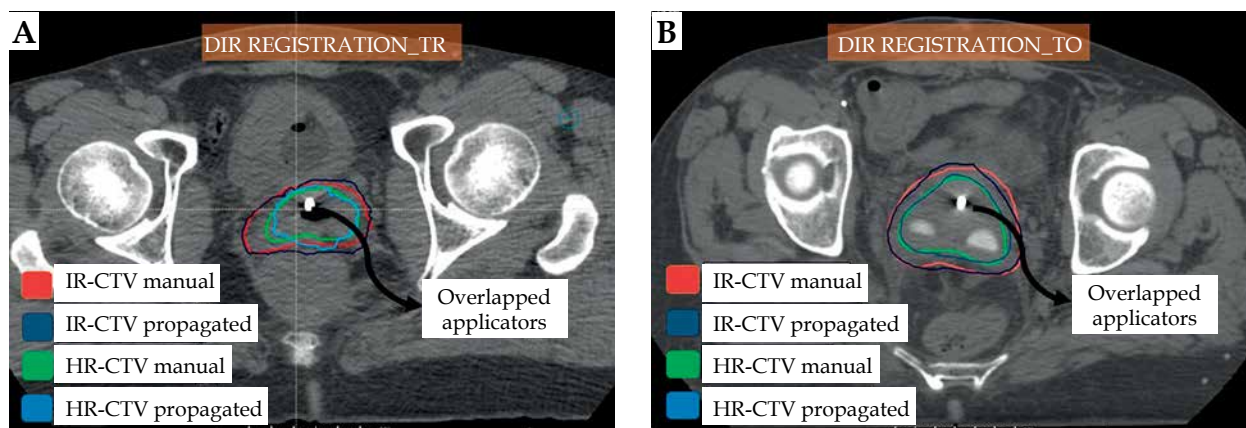 A
DIR REGISTRATION_TR
IR-CTV manual
IR-CTV propagated
HR-CTV manual
HR-CTV propagated
Overlapped
applicators
B
DIR REGISTRATION_TO
IR-CTV manual
IR-CTV propagated
HR-CTV manual
HR-CTV propagated
Overlapped
applicators